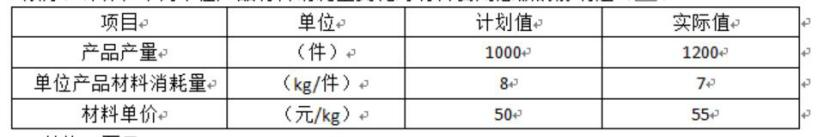 项目 单位 计划值 实际值
产品产量 （件） 1000 1200
单位产品材料消耗量 （kg/件） 8 7
材料单价 （元/kg） 50 55